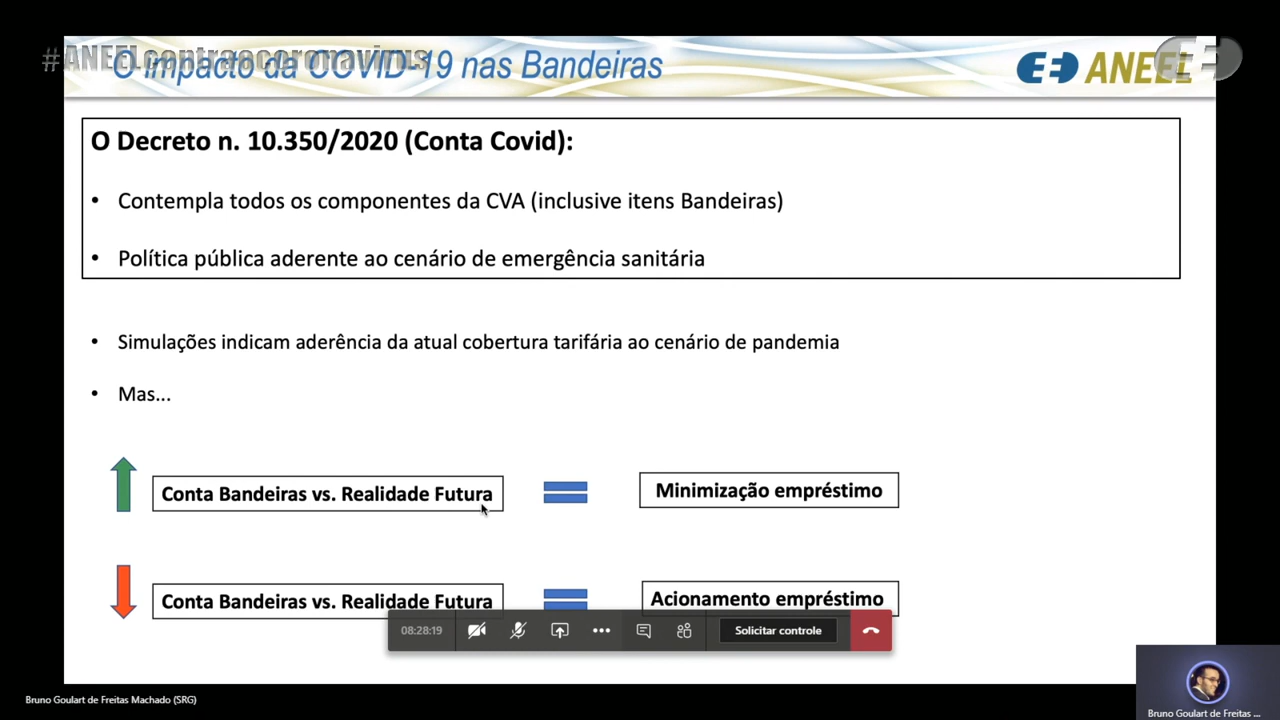 #ANEELcontraocoronavirus
O impacto da COVID-19 nas Bandeiras
ANEEL
O Decreto n. 10.350/2020 (Conta Covid):
• Contempla todos os componentes da CVA (inclusive itens Bandeiras)
• Política pública aderente ao cenário de emergência sanitária
• Simulações indicam aderência da atual cobertura tarifária ao cenário de pandemia
• Mas...
Conta Bandeiras vs. Realidade Futura
Minimização empréstimo
Conta Bandeiras vs. Realidade Futura
Acionamento empréstimo
08:28:19
Solicitar controle
Bruno Goulart de Freitas Machado (SRG)
Bruno Goulart de Freitas ...